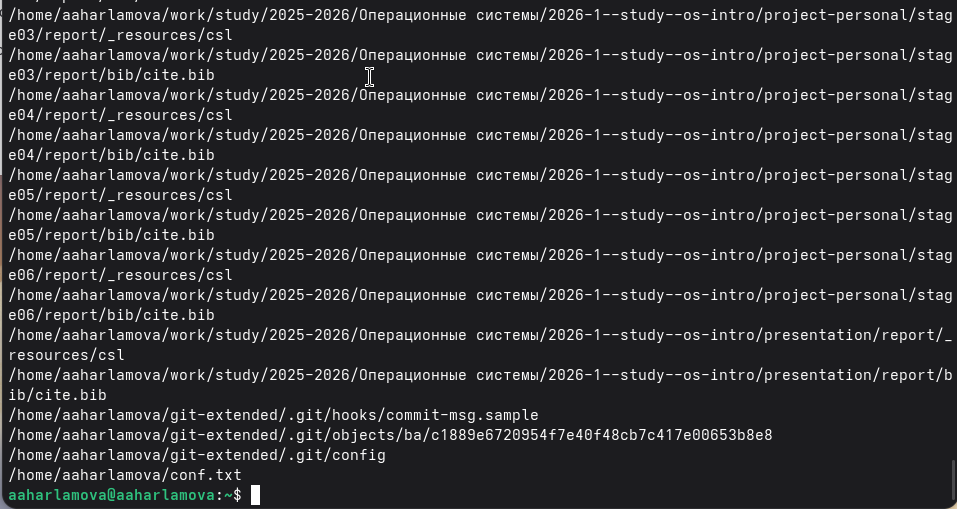 /home/aaharlamova/work/study/2025-2026/Операционные системы/2026-1--study--os-intro/project-personal/stag
e03/report/_resources/csl
/home/aaharlamova/work/study/2025-2026/Операционные системы/2026-1--study--os-intro/project-personal/stag
e03/report/bib/cite.bib
/home/aaharlamova/work/study/2025-2026/Операционные системы/2026-1--study--os-intro/project-personal/stag
e04/report/_resources/csl
/home/aaharlamova/work/study/2025-2026/Операционные системы/2026-1--study--os-intro/project-personal/stag
e04/report/bib/cite.bib
/home/aaharlamova/work/study/2025-2026/Операционные системы/2026-1--study--os-intro/project-personal/stag
e05/report/_resources/csl
/home/aaharlamova/work/study/2025-2026/Операционные системы/2026-1--study--os-intro/project-personal/stag
e05/report/bib/cite.bib
/home/aaharlamova/work/study/2025-2026/Операционные системы/2026-1--study--os-intro/project-personal/stag
e06/report/_resources/csl
/home/aaharlamova/work/study/2025-2026/Операционные системы/2026-1--study--os-intro/project-personal/stag
e06/report/bib/cite.bib
/home/aaharlamova/work/study/2025-2026/Операционные системы/2026-1--study--os-intro/presentation/report/_
resources/csl
/home/aaharlamova/work/study/2025-2026/Операционные системы/2026-1--study--os-intro/presentation/report/b
ib/cite.bib
/home/aaharlamova/git-extended/.git/hooks/commit-msg.sample
/home/aaharlamova/git-extended/.git/objects/ba/c1889e6720954f7e40f48cb7c417e00653b8e8
/home/aaharlamova/git-extended/.git/config
/home/aaharlamova/conf.txt
aaharlamova@aaharlamova:~$